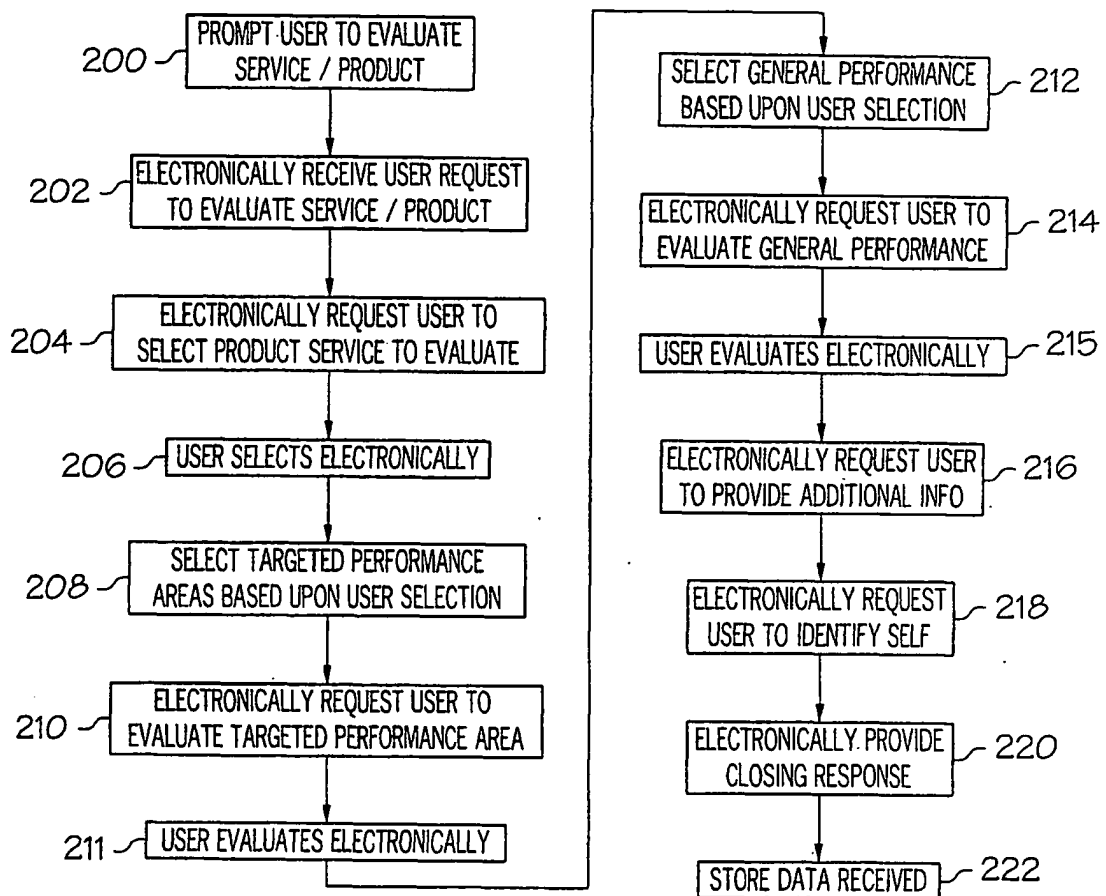 200
PROMPT USER TO EVALUATE
SERVICE / PRODUCT
202
ELECTRONICALLY RECEIVE USER REQUEST
TO EVALUATE SERVICE / PRODUCT
204
ELECTRONICALLY REQUEST USER TO
SELECT PRODUCT SERVICE TO EVALUATE
206
USER SELECTS ELECTRONICALLY
208
SELECT TARGETED PERFORMANCE
AREAS BASED UPON USER SELECTION
210
ELECTRONICALLY REQUEST USER TO
EVALUATE TARGETED PERFORMANCE AREA
211
USER EVALUATES ELECTRONICALLY
SELECT GENERAL PERFORMANCE
BASED UPON USER SELECTION
212
ELECTRONICALLY REQUEST USER TO
EVALUATE GENERAL PERFORMANCE
214
USER EVALUATES ELECTRONICALLY
215
ELECTRONICALLY REQUEST USER
TO PROVIDE ADDITIONAL INFO
216
ELECTRONICALLY REQUEST
USER TO IDENTIFY SELF
218
ELECTRONICALLY PROVIDE
CLOSING RESPONSE
220
STORE DATA RECEIVED
222